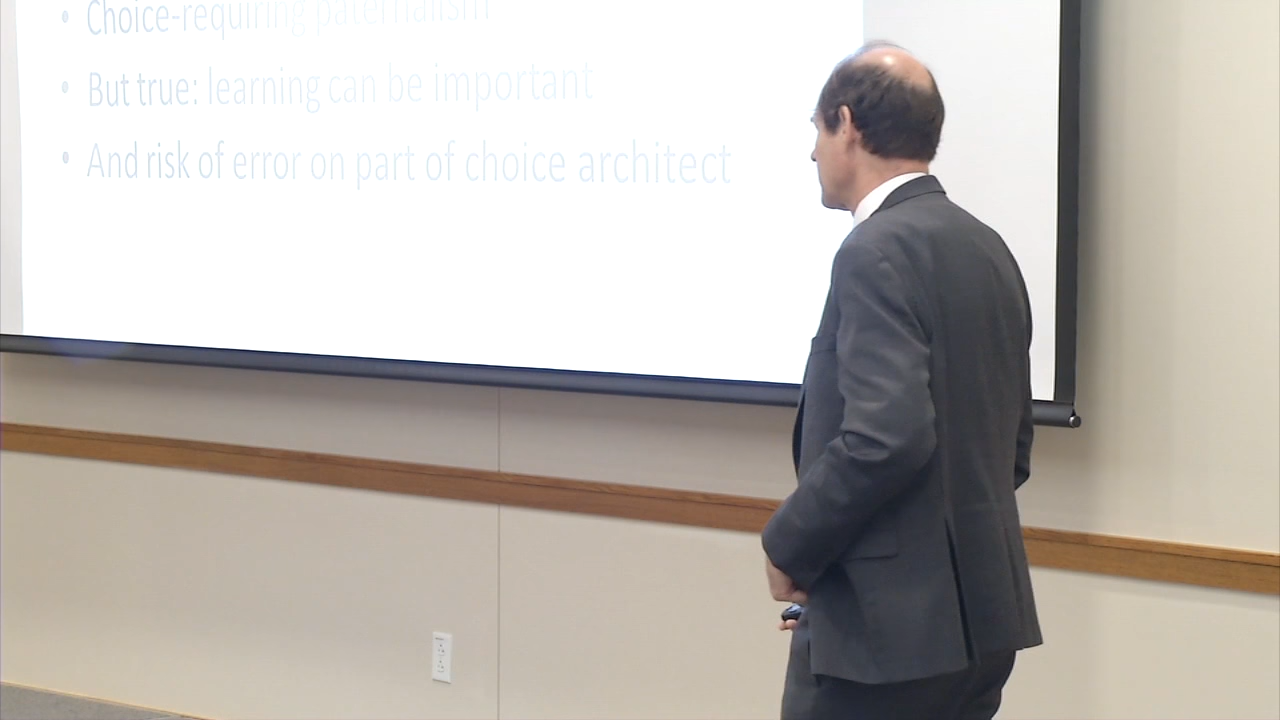 • Choice-requiring paternalism
• But true: learning can be important
• And risk of error on part of choice architect